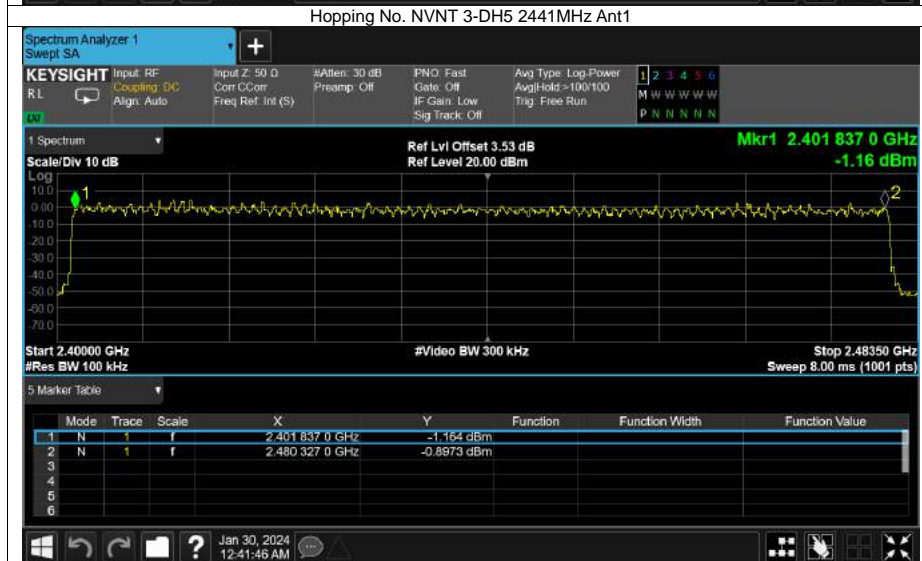 Hopping No. NVNT 3-DH5 2441MHz Ant1
Spectrum Analyzer 1
Swept SA
+
KEYSIGHT Input: RF Input Z: 50 Ω #Atten: 30 dB PNO: Fast Avg Type: Log-Power 1 2 3 4 5 6
RL Coupling: DC Corr CCorr Preamp: Off Gate: Off Avg|Hold:>100/100 M W W W W W
Align: Auto Freq Ref: Int (S) IF Gain: Low Trig: Free Run
Sig Track: Off P N N N N N
1 Spectrum
Ref Lvl Offset 3.53 dB Mkr1 2.401 837 0 GHz
Scale/Div 10 dB Ref Level 20.00 dBm -1.16 dBm
Log
10.0
1
2
0.00
-10.0
-20.0
-30.0
-40.0
-50.0
-60.0
-70.0
Start 2.40000 GHz #Video BW 300 kHz Stop 2.48350 GHz
#Res BW 100 kHz Sweep 8.00 ms (1001 pts)
5 Marker Table
Mode Trace Scale X Y Function Function Width Function Value
1 N 1 f 2.401 837 0 GHz -1.164 dBm
2 N 1 f 2.480 327 0 GHz -0.8973 dBm
3
4
5
6
? Jan 30, 2024
12:41:46 AM